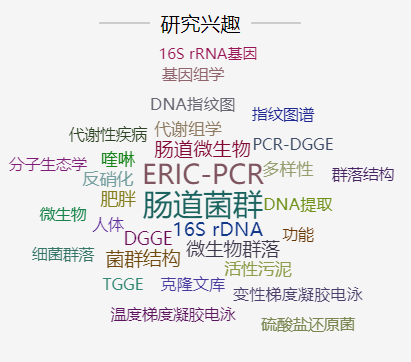 研究兴趣
16S rRNA基因
基因组学
DNA指纹图
指纹图谱
代谢性疾病 代谢组学
肠道微生物 PCR-DGGE
分子生态学 喹啉
反硝化 ERIC-PCR 多样性 群落结构
肥胖 肠道菌群 DNA提取
微生物
人体 16S rDNA 功能
DGGE 微生物群落
细菌群落 菌群结构 活性污泥
TGGE 克隆文库
变性梯度凝胶电泳
温度梯度凝胶电泳
硫酸盐还原菌